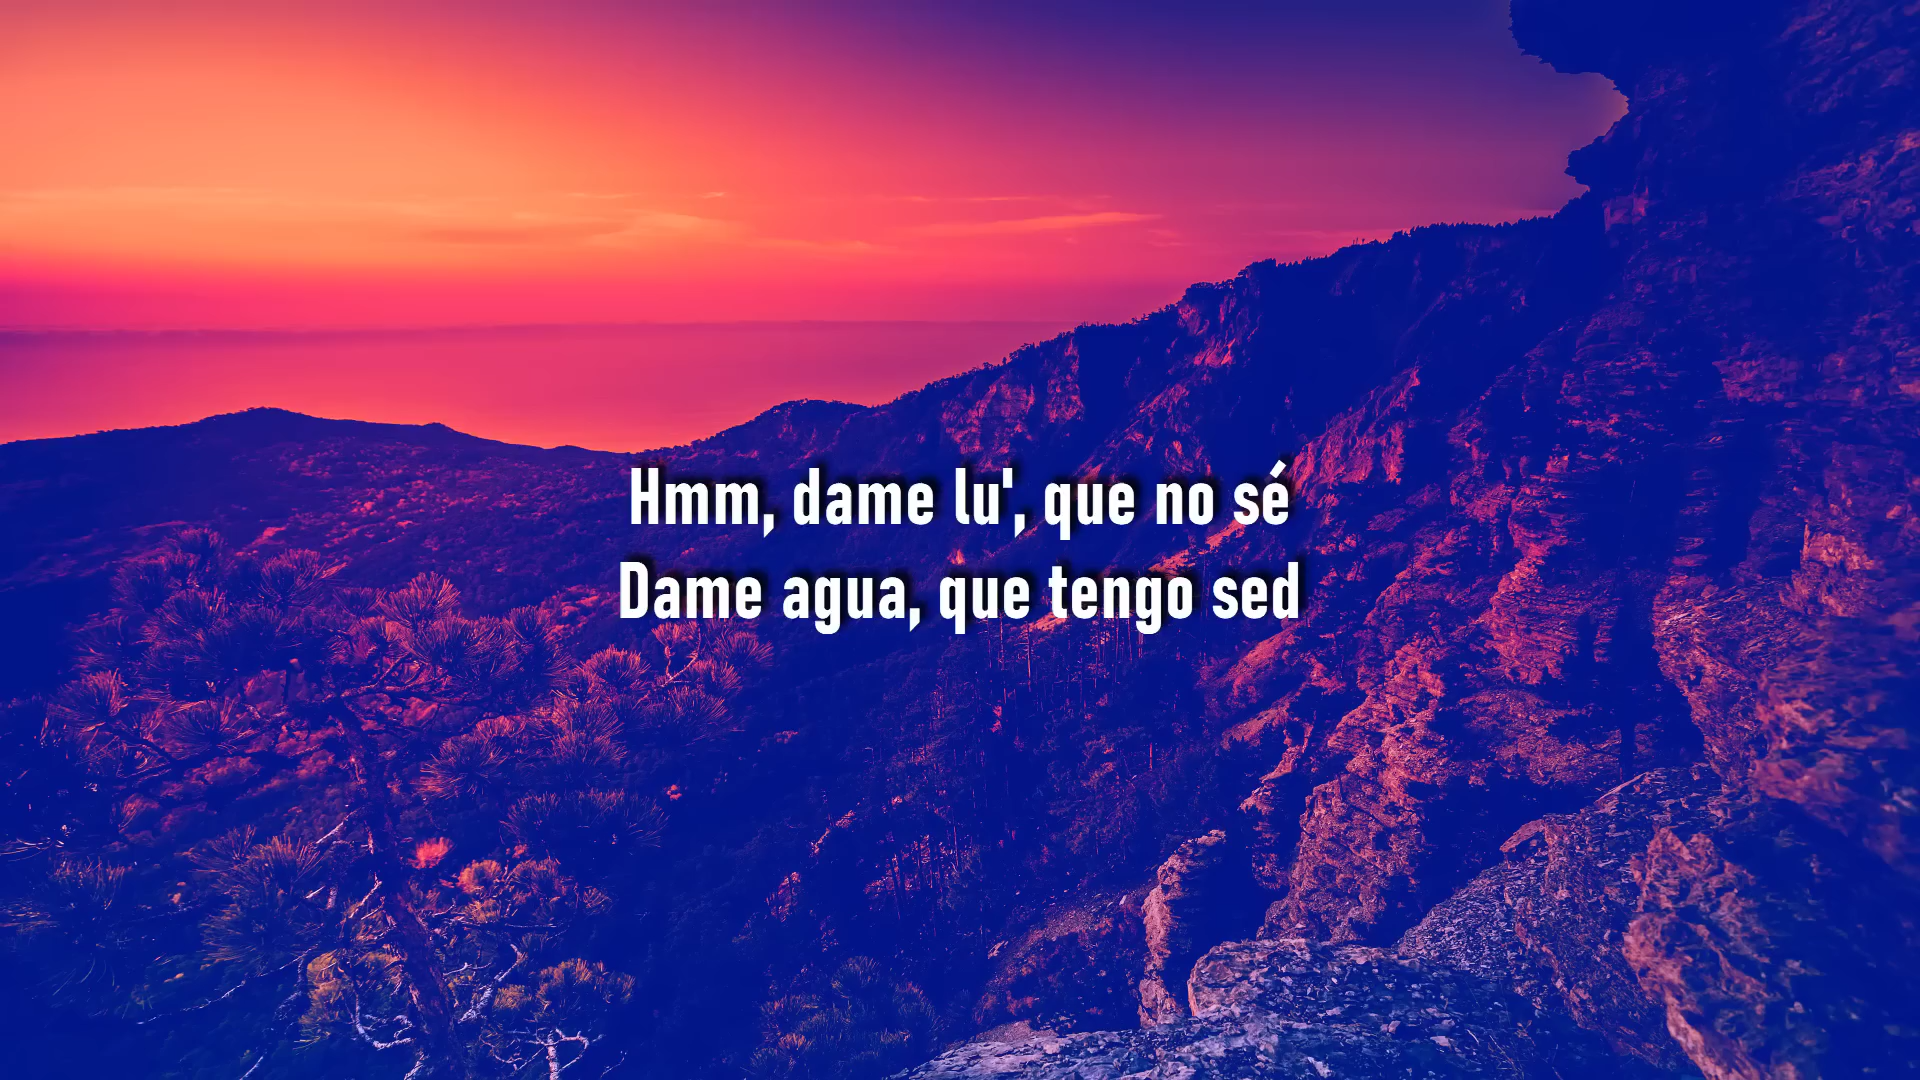 Hmm, dame lu', que no sé
Dame agua, que tengo sed